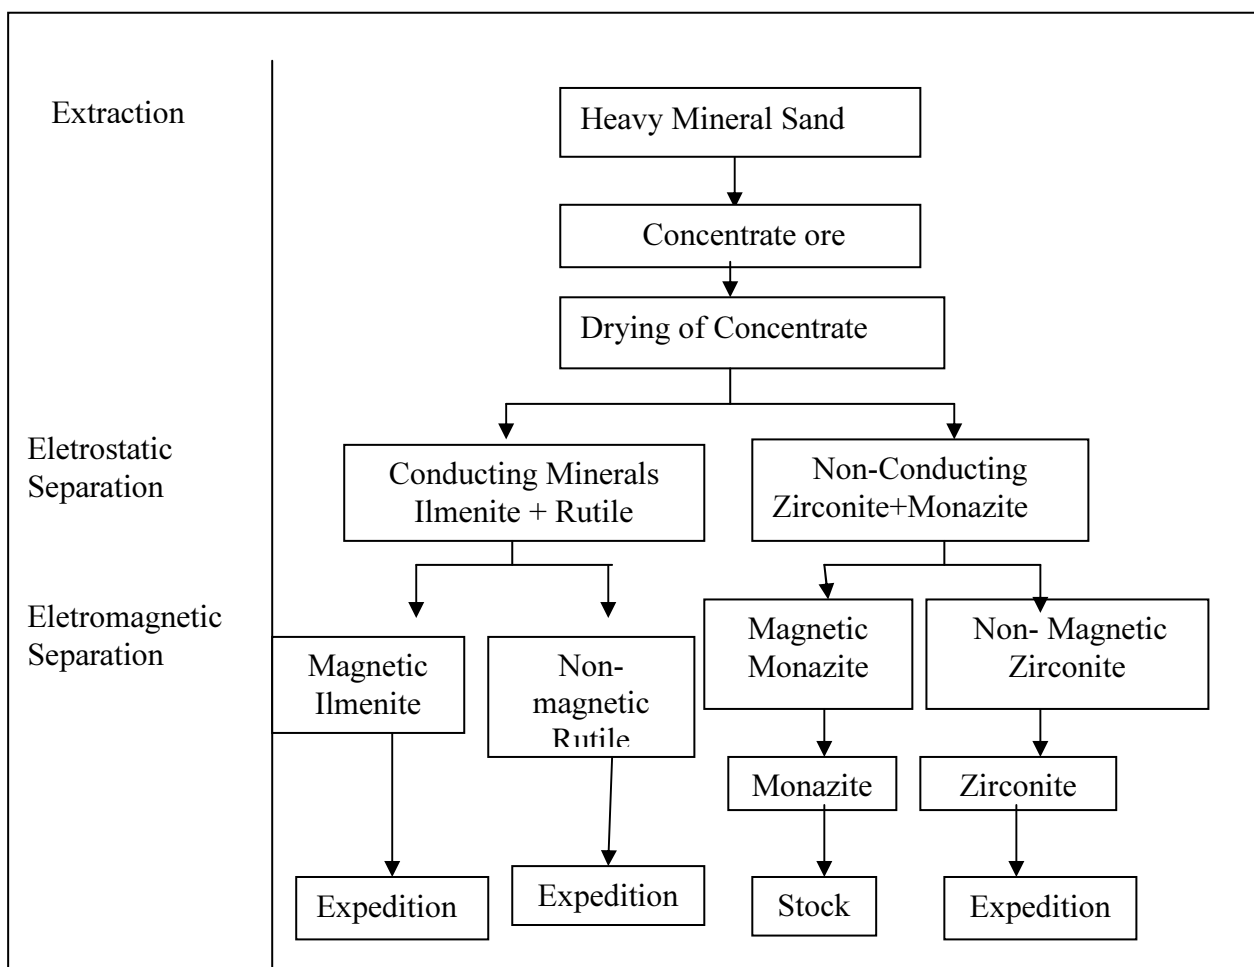 Extraction
Heavy Mineral Sand
Concentrate ore
Drying of Concentrate
Eletrostatic
Separation
Conducting Minerals
Ilmenite + Rutile
Non-Conducting
Zirconite+Monazite
Eletromagnetic
Separation
Magnetic
Ilmenite
Non-
magnetic
Rutile
Magnetic
Monazite
Non- Magnetic
Zirconite
Monazite
Zirconite
Expedition
Expedition
Stock
Expedition